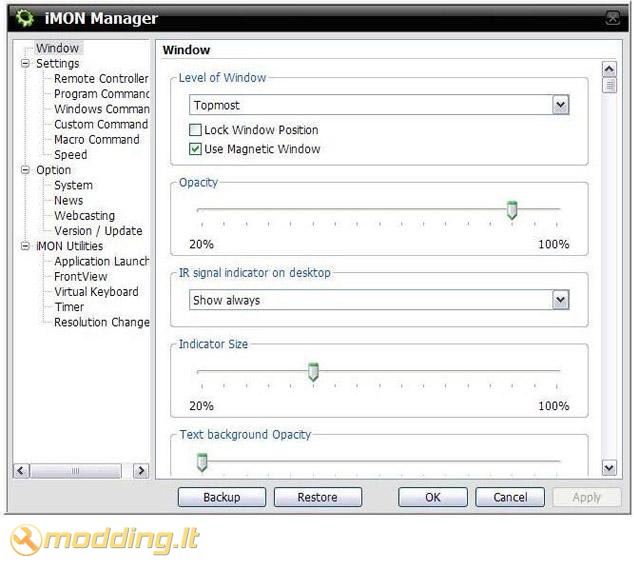 iMON Manager
Window
Settings
Remote Controller
Program Command
Windows Comman
Custom Command
Macro Command
Speed
Option
System
News
Webcasting
Version / Update
iMON Utilities
Application Launch
FrontView
Virtual Keyboard
Timer
Resolution Change
Window
Level of Window
Topmost
Lock Window Position
Use Magnetic Window
Opacity
20% 100%
IR signal indicator on desktop
Show always
Indicator Size
20% 100%
Text background Opacity
Backup Restore OK Cancel Apply
modding.lt